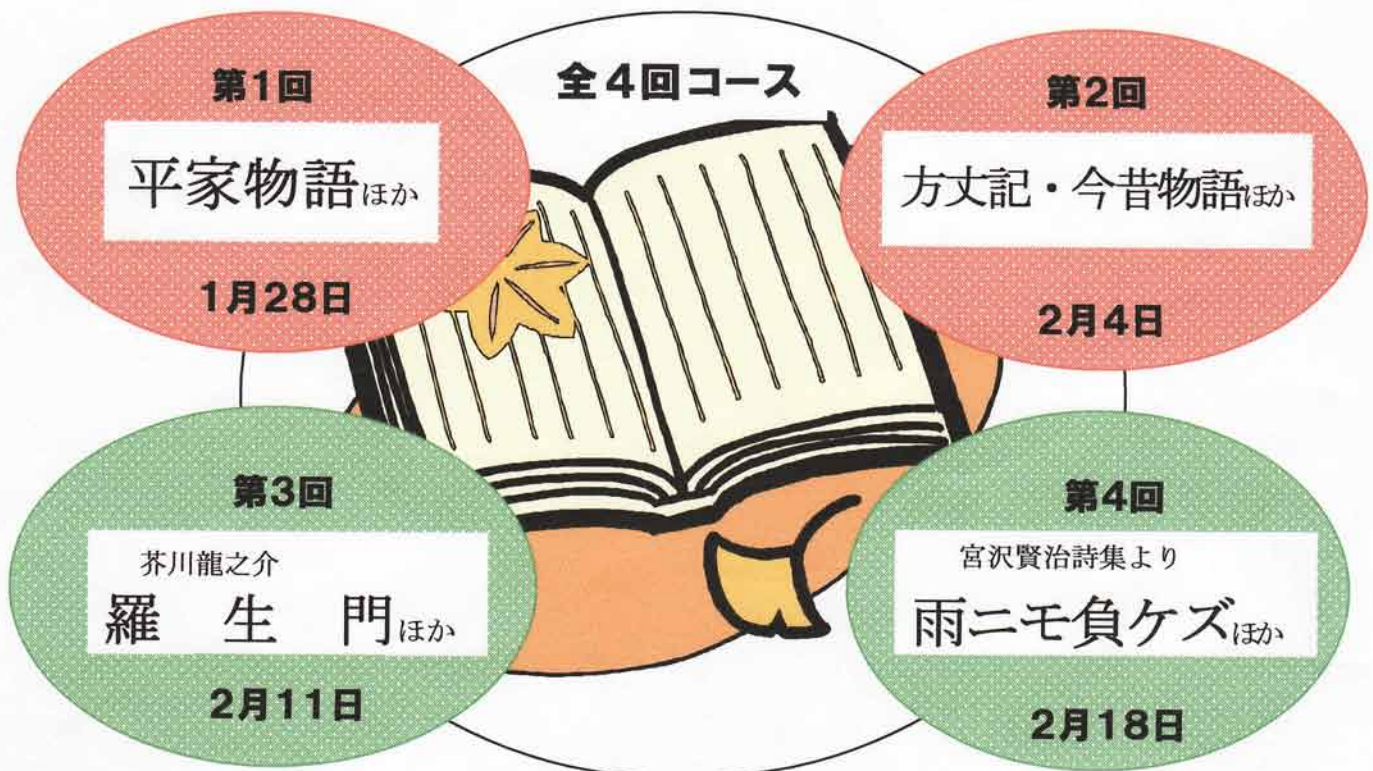 全4回コース
第1回
平家物語ほか
1月28日
第2回
方丈記・今昔物語ほか
2月4日
第3回
芥川龍之介
羅生門ほか
2月11日
第4回
宮沢賢治詩集より
雨ニモ負ケズほか
2月18日